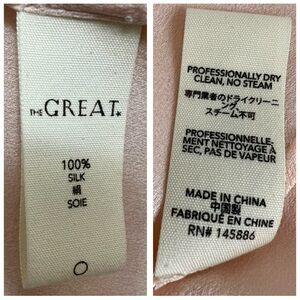 THE GREAT.
100%
SILK
絹
SOIE
O
PROFESSIONALLY DRY
CLEAN, NO STEAM
専門業者のドライクリーニ
ング、
スチーム不可
PROFESSIONNELLE,
MENT NETTOYAGE À
SEC, PAS DE VAPEUR
MADE IN CHINA
中国製
FABRIQUÉ EN CHINE
RN# 145886